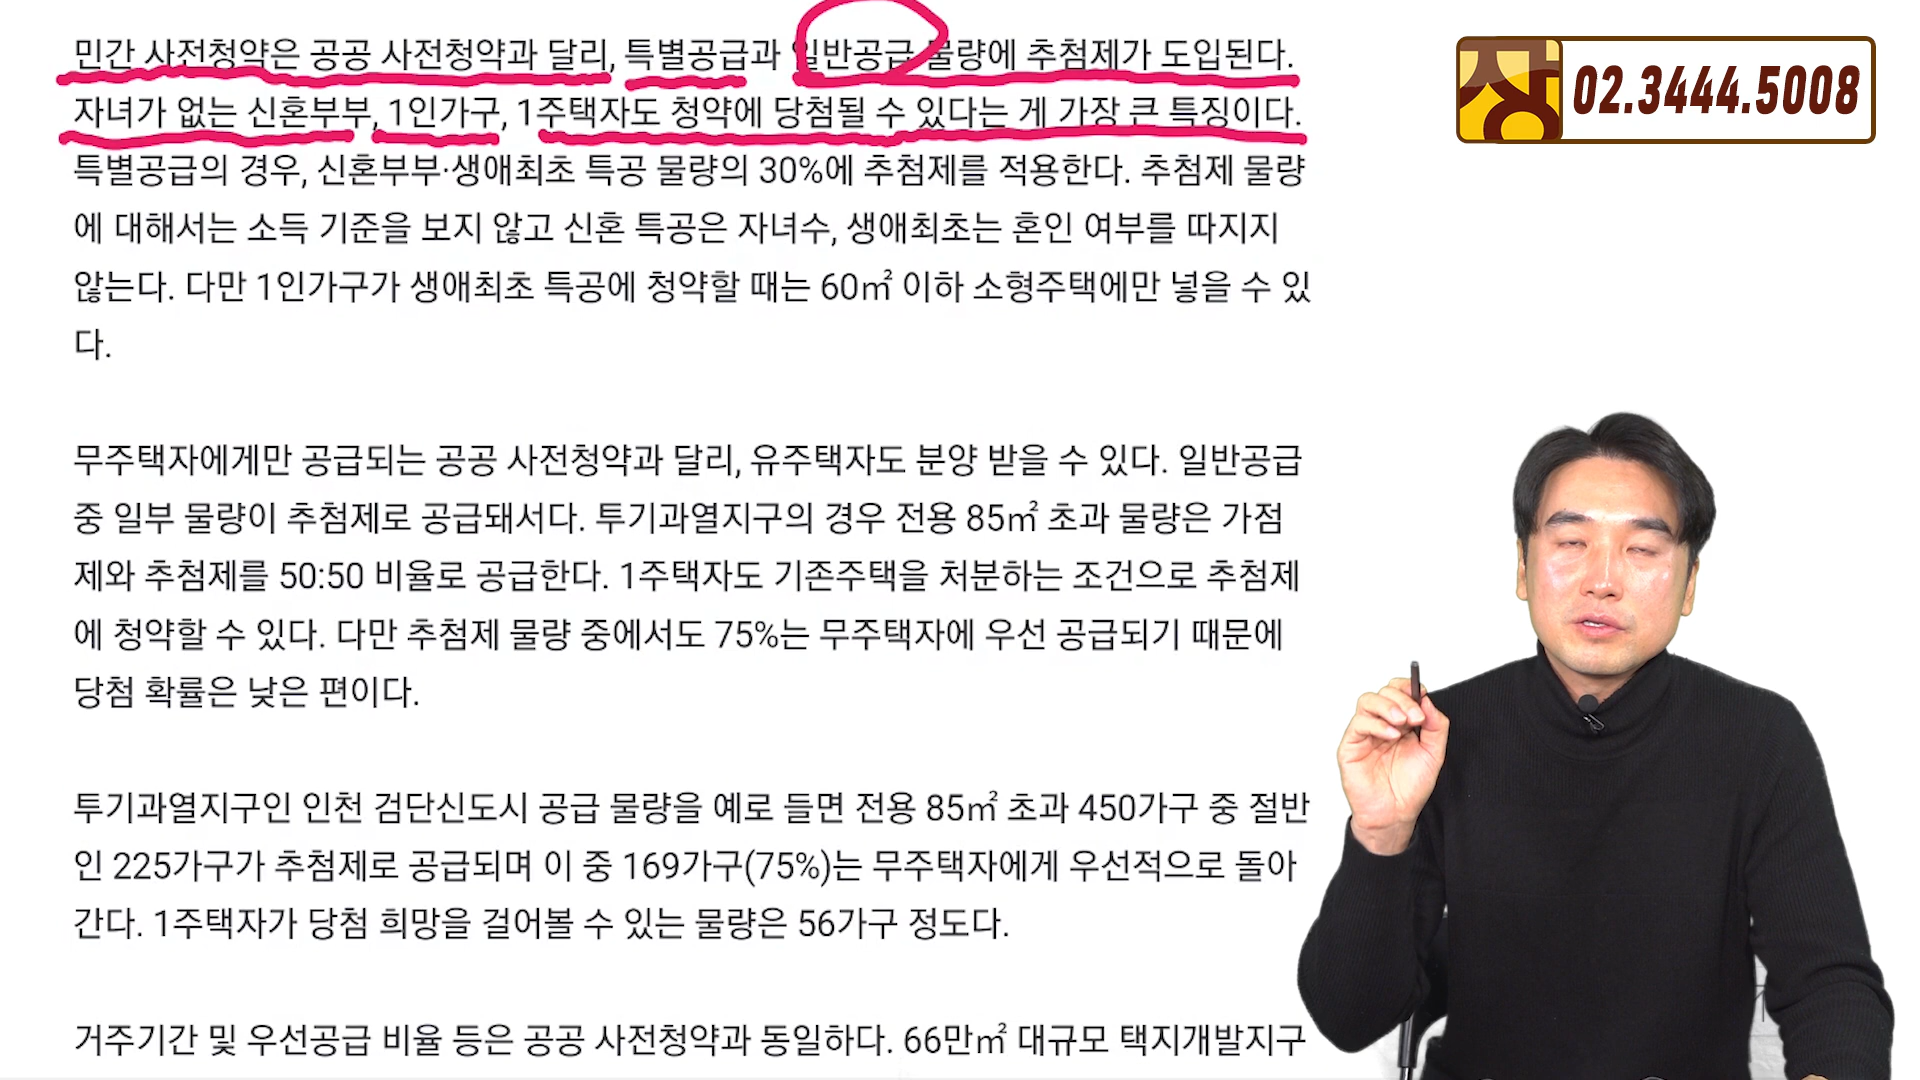 민간 사전청약은 공공 사전청약과 달리, 특별공급과 일반공급 물량에 추첨제가 도입된다.
자녀가 없는 신혼부부, 1인가구, 1주택자도 청약에 당첨될 수 있다는 게 가장 큰 특징이다.
특별공급의 경우, 신혼부부·생애최초 특공 물량의 30%에 추첨제를 적용한다. 추첨제 물량
에 대해서는 소득 기준을 보지 않고 신혼 특공은 자녀수, 생애최초는 혼인 여부를 따지지
않는다. 다만 1인가구가 생애최초 특공에 청약할 때는 60㎡ 이하 소형주택에만 넣을 수 있
다.
무주택자에게만 공급되는 공공 사전청약과 달리, 유주택자도 분양 받을 수 있다. 일반공급
중 일부 물량이 추첨제로 공급돼서다. 투기과열지구의 경우 전용 85㎡ 초과 물량은 가점
제와 추첨제를 50:50 비율로 공급한다. 1주택자도 기존주택을 처분하는 조건으로 추첨제
에 청약할 수 있다. 다만 추첨제 물량 중에서도 75%는 무주택자에 우선 공급되기 때문에
당첨 확률은 낮은 편이다.
투기과열지구인 인천 검단신도시 공급 물량을 예로 들면 전용 85㎡ 초과 450가구 중 절반
인 225가구가 추첨제로 공급되며 이 중 169가구(75%)는 무주택자에게 우선적으로 돌아
간다. 1주택자가 당첨 희망을 걸어볼 수 있는 물량은 56가구 정도다.
거주기간 및 우선공급 비율 등은 공공 사전청약과 동일하다. 66만㎡ 대규모 택지개발지구
상 02.3444.5008